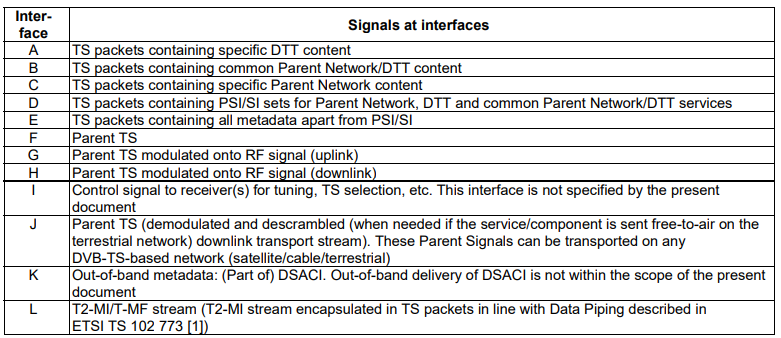 Inter-
face
Signals at interfaces
A TS packets containing specific DTT content
B TS packets containing common Parent Network/DTT content
C TS packets containing specific Parent Network content
D TS packets containing PSI/SI sets for Parent Network, DTT and common Parent Network/DTT services
E TS packets containing all metadata apart from PSI/SI
F Parent TS
G Parent TS modulated onto RF signal (uplink)
H Parent TS modulated onto RF signal (downlink)
I Control signal to receiver(s) for tuning, TS selection, etc. This interface is not specified by the present
document
J Parent TS (demodulated and descrambled (when needed if the service/component is sent free-to-air on the
terrestrial network) downlink transport stream). These Parent Signals can be transported on any
DVB-TS-based network (satellite/cable/terrestrial)
K Out-of-band metadata: (Part of) DSACI. Out-of-band delivery of DSACI is not within the scope of the present
document
L T2-MI/T-MF stream (T2-MI stream encapsulated in TS packets in line with Data Piping described in
ETSI TS 102 773 [1])